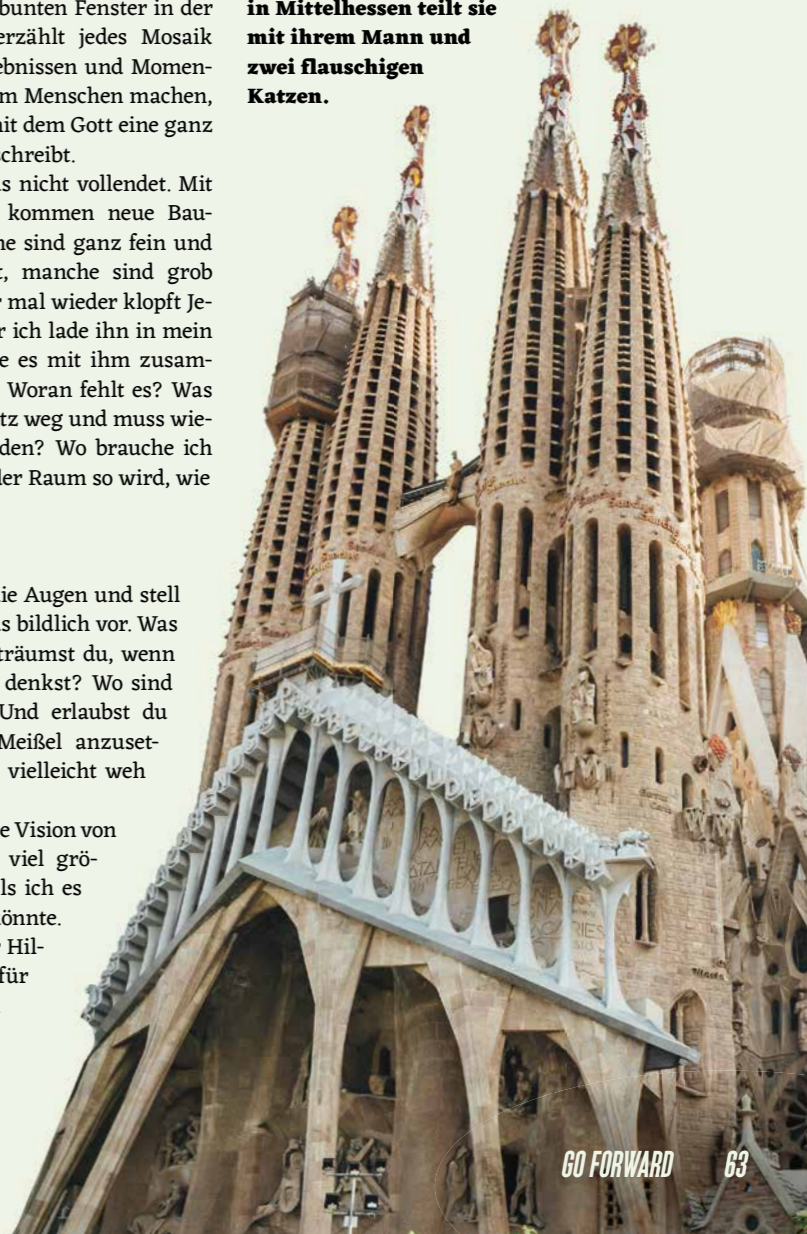 bunten Fenster in der
erzählt jedes Mosaik
ebnissen und Momen-
m Menschen machen,
mit dem Gott eine ganz
schreibt.
s nicht vollendet. Mit
kommen neue Bau-
ne sind ganz fein und
t, manche sind grob
r mal wieder klopft Je-
r ich lade ihn in mein
e es mit ihm zusam-
Woran fehlt es? Was
tz weg und muss wie-
den? Wo brauche ich
der Raum so wird, wie
ie Augen und stell
s bildlich vor. Was
träumst du, wenn
denkst? Wo sind
Und erlaubst du
Meißel anzuset-
vielleicht weh
e Vision von
viel grö-
ls ich es
önnte.
Hil-
für
in Mittelhessen teilt sie
mit ihrem Mann und
zwei flauschigen
Katzen.
GO FORWARD 63